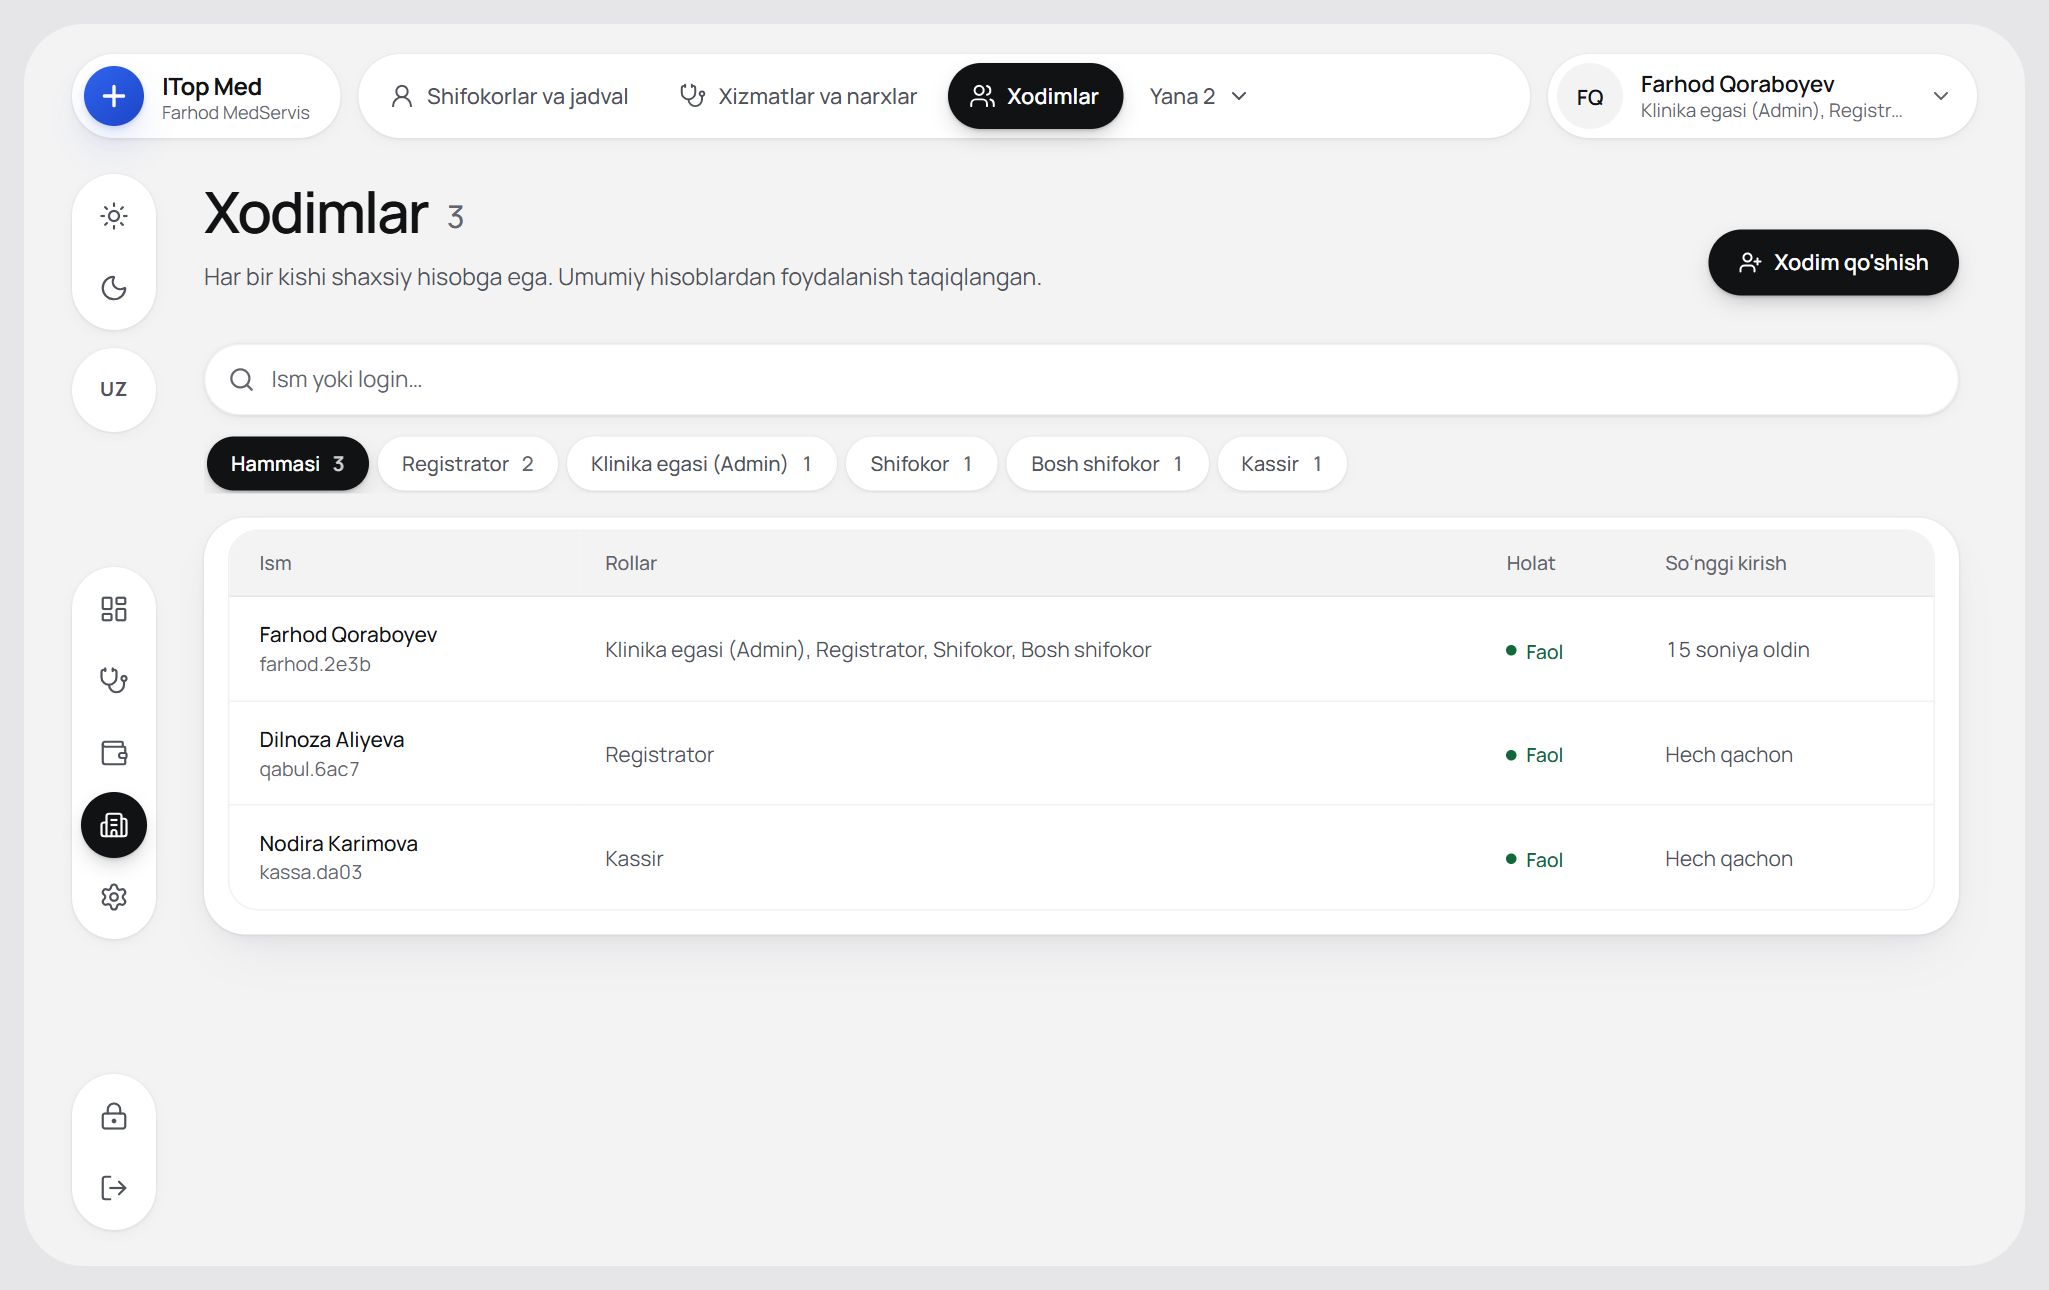 ITop Med
Farhod MedServis
Shifokorlar va jadval
Xizmatlar va narxlar
Xodimlar
Yana 2
FQ
Farhod Qoraboyev
Klinika egasi (Admin), Registr...
Xodimlar 3
Har bir kishi shaxsiy hisobga ega. Umumiy hisoblardan foydalanish taqiqlangan.
Xodim qo'shish
UZ
Ism yoki login...
Hammasi 3
Registrator 2
Klinika egasi (Admin) 1
Shifokor 1
Bosh shifokor 1
Kassir 1
Ism Rollar Holat Soʻnggi kirish
Farhod Qoraboyev
farhod.2e3b
Klinika egasi (Admin), Registrator, Shifokor, Bosh shifokor
Faol
15 soniya oldin
Dilnoza Aliyeva
qabul.6ac7
Registrator
Faol
Hech qachon
Nodira Karimova
kassa.da03
Kassir
Faol
Hech qachon